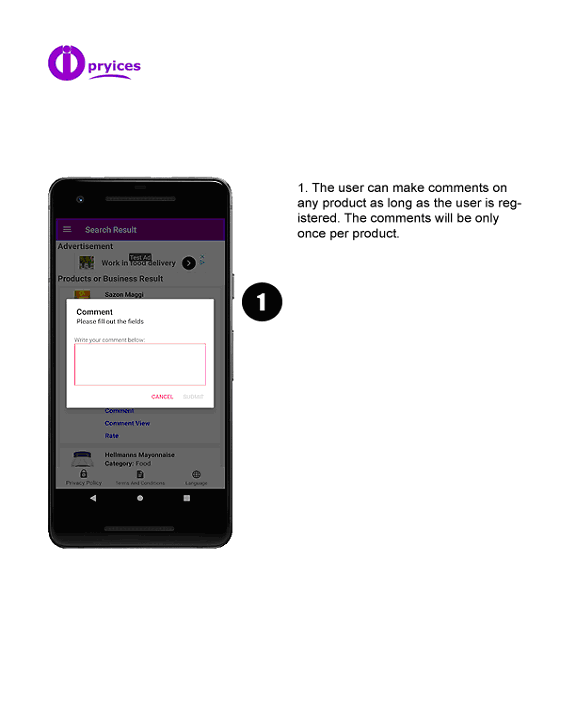 pryices
1. The user can make comments on
any product as long as the user is reg-
istered. The comments will be only
once per product.
Search Result
Advertisement
Test Ad
Work in food delivery
Products or Business Result
Sazon Maggi
1
Comment
Please fill out the fields
Write your comment below:
CANCEL SUBMIT
Comment
Comment View
Rate
Hellmanns Mayonnaise
Category: Food
Privacy Policy Terms And Conditions Language